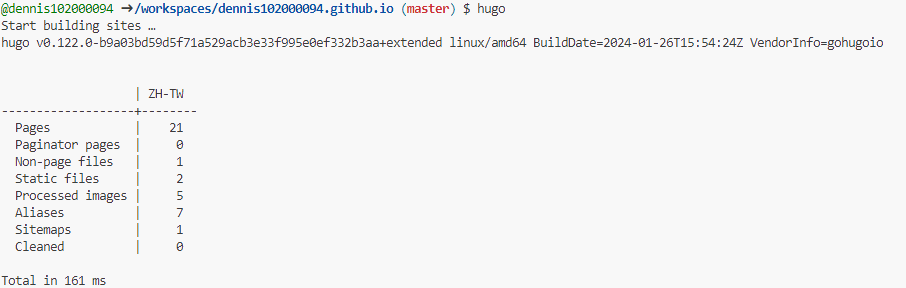 @dennis102000094 ➜/workspaces/dennis102000094.github.io (master) $ hugo
Start building sites …
hugo v0.122.0-b9a03bd59d5f71a529acb3e33f995e0ef332b3aa+extended linux/amd64 BuildDate=2024-01-26T15:54:24Z VendorInfo=gohugoio
                   | ZH-TW
-------------------+--------
  Pages            |    21
  Paginator pages  |     0
  Non-page files   |     1
  Static files     |     2
  Processed images |     5
  Aliases          |     7
  Sitemaps         |     1
  Cleaned          |     0
Total in 161 ms